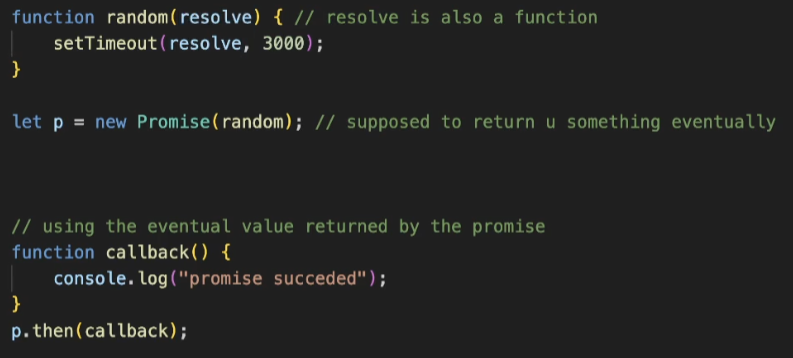 function random(resolve) { // resolve is also a function
    setTimeout(resolve, 3000);
}
let p = new Promise(random); // supposed to return u something eventually
// using the eventual value returned by the promise
function callback() {
    console.log("promise succeded");
}
p.then(callback);